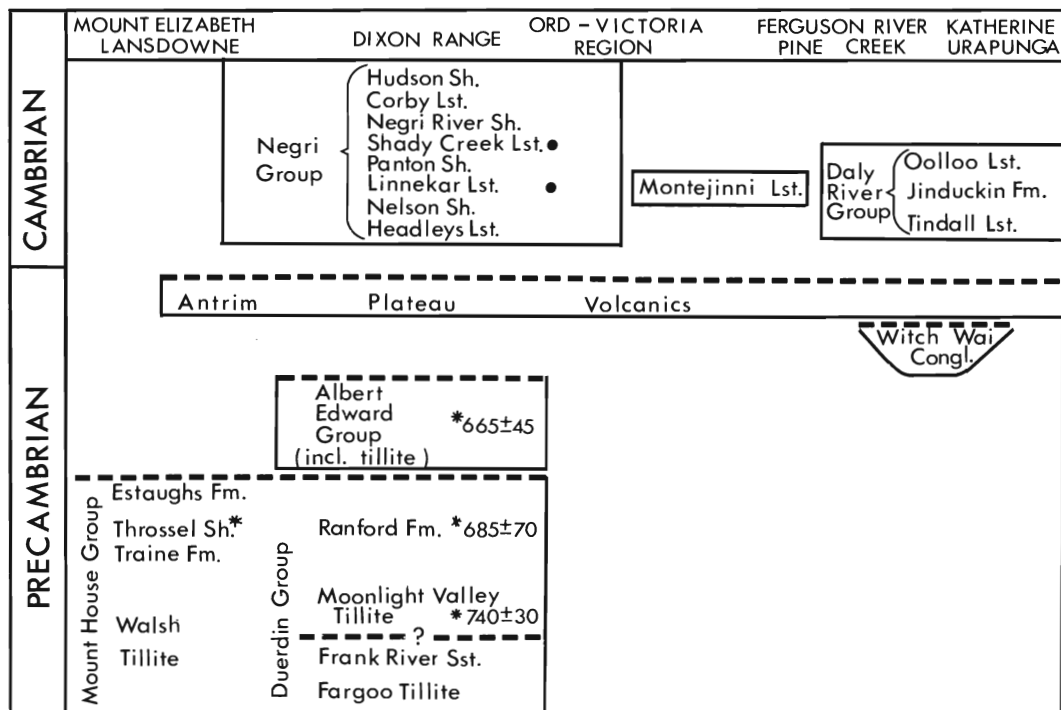 MOUNT ELIZABETH
LANSDOWNE
DIXON RANGE
ORD – VICTORIA
REGION
FERGUSON RIVER
PINE CREEK
KATHERINE
URAPUNGA
CAMBRIAN
Negri
Group
Hudson Sh.
Corby Lst.
Negri River Sh.
Shady Creek Lst. ●
Panton Sh.
Linnekar Lst. ●
Nelson Sh.
Headleys Lst.
Montejinni Lst.
Daly
River
Group
Oolloo Lst.
Jinduckin Fm.
Tindall Lst.
PRECAMBRIAN
Antrim Plateau Volcanics
Witch Wai
Congl.
Albert
Edward
Group
(incl. tillite)
*665±45
Mount House Group
Estaughs Fm.
Throssel Sh.*
Traine Fm.
Walsh
Tillite
Duerdin Group
Ranford Fm. *685±70
Moonlight Valley
Tillite *740±30
?
Frank River Sst.
Fargoo Tillite